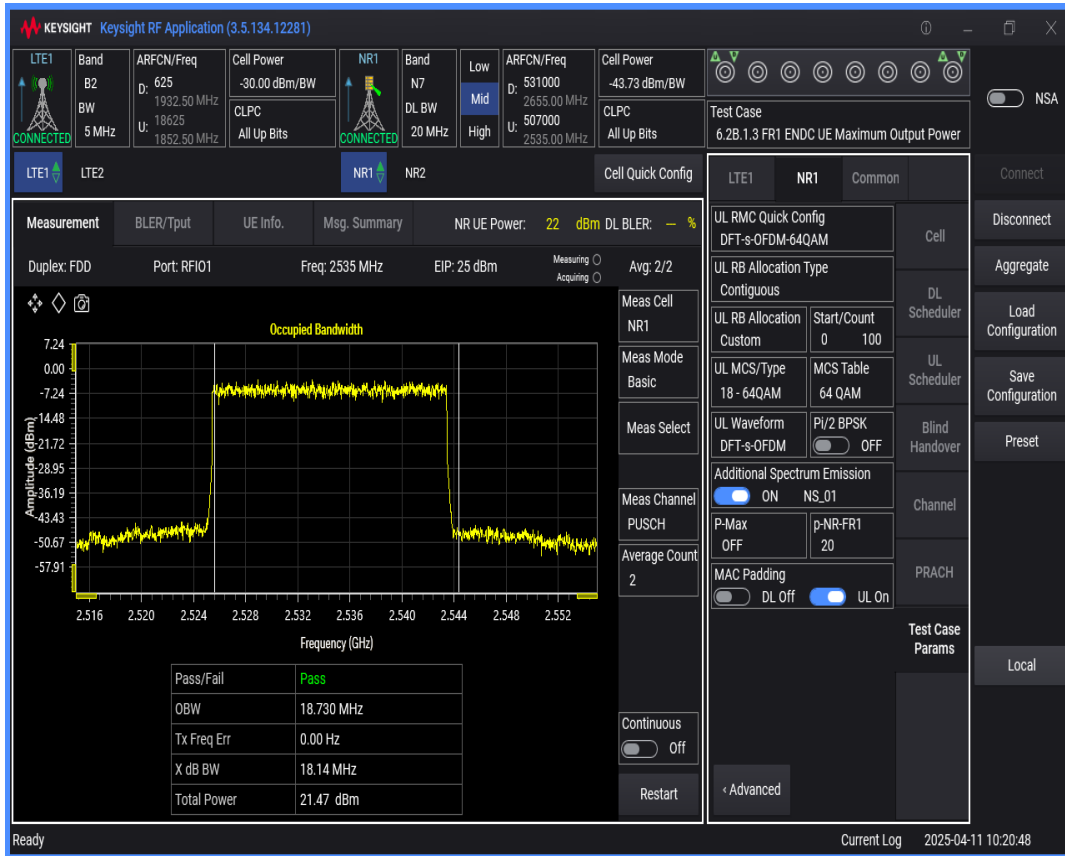 KEYSIGHT Keysight RF Application (3.5.134.12281)
LTE1
CONNECTED
Band
B2
BW
5 MHz
ARFCN/Freq
D: 625
1932.50 MHz
U: 18625
1852.50 MHz
Cell Power
-30.00 dBm/BW
CLPC
All Up Bits
NR1
CONNECTED
Band
N7
DL BW
20 MHz
Low
Mid
High
ARFCN/Freq
D: 531000
2655.00 MHz
U: 507000
2535.00 MHz
Cell Power
-43.73 dBm/BW
CLPC
All Up Bits
Test Case
6.2B.1.3 FR1 ENDC UE Maximum Output Power
NSA
LTE1 LTE2 NR1 NR2 Cell Quick Config
Measurement BLER/Tput UE Info. Msg. Summary NR UE Power: 22 dBm DL BLER: -- %
Duplex: FDD Port: RFIO1 Freq: 2535 MHz EIP: 25 dBm Measuring Acquiring Avg: 2/2
Occupied Bandwidth
Amplitude (dBm)
7.24
0.00
-7.24
-14.48
-21.72
-28.95
-36.19
-43.43
-50.67
-57.91
2.516 2.520 2.524 2.528 2.532 2.536 2.540 2.544 2.548 2.552
Frequency (GHz)
Pass/Fail Pass
OBW 18.730 MHz
Tx Freq Err 0.00 Hz
X dB BW 18.14 MHz
Total Power 21.47 dBm
Meas Cell
NR1
Meas Mode
Basic
Meas Select
Meas Channel
PUSCH
Average Count
2
Continuous
Off
Restart
LTE1 NR1 Common
UL RMC Quick Config
DFT-s-OFDM-64QAM
UL RB Allocation Type
Contiguous
UL RB Allocation
Custom
Start/Count
0 100
UL MCS/Type
18 - 64QAM
MCS Table
64 QAM
UL Waveform
DFT-s-OFDM
Pi/2 BPSK
OFF
Additional Spectrum Emission
ON NS_01
P-Max
OFF
p-NR-FR1
20
MAC Padding
DL Off UL On
‹ Advanced
Cell
DL
Scheduler
UL
Scheduler
Blind
Handover
Channel
PRACH
Test Case
Params
Connect
Disconnect
Aggregate
Load
Configuration
Save
Configuration
Preset
Local
Ready Current Log 2025-04-11 10:20:48